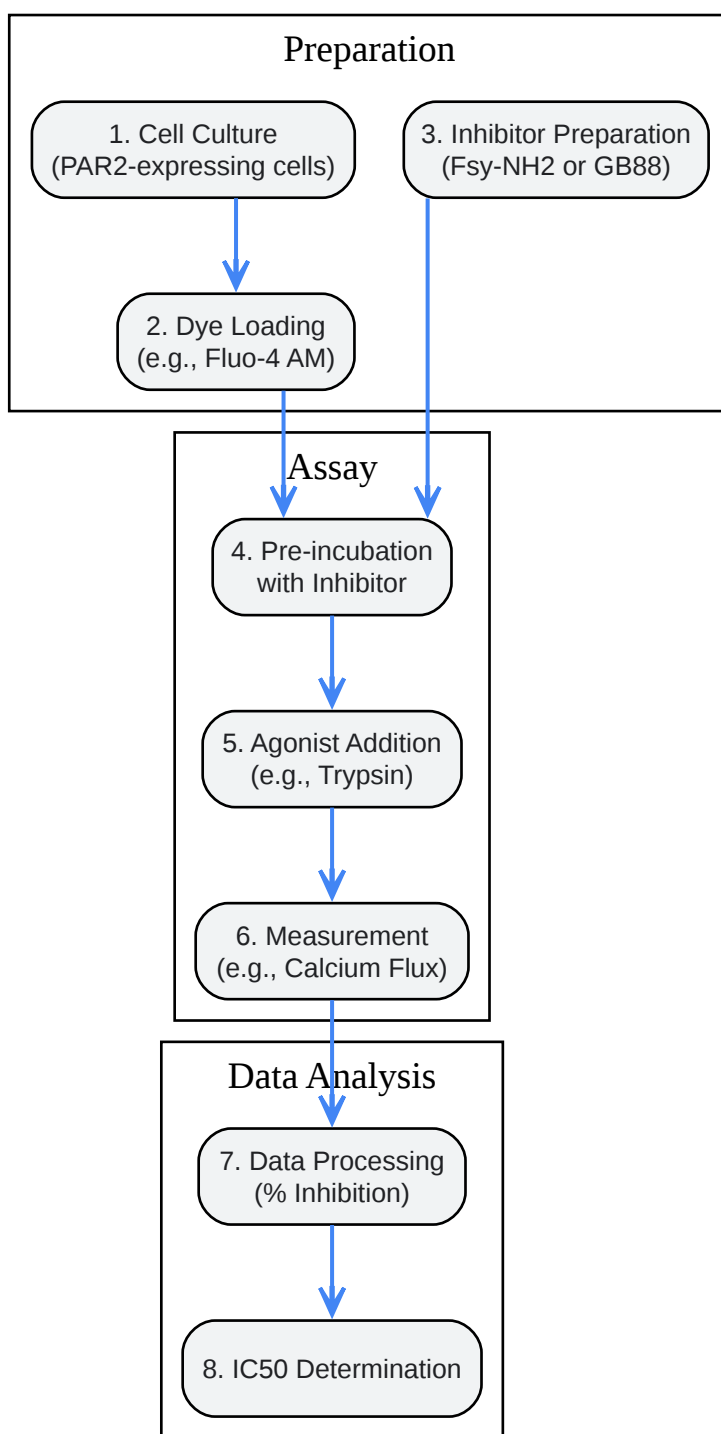 Preparation
1. Cell Culture
(PAR2-expressing cells)
3. Inhibitor Preparation
(Fsy-NH2 or GB88)
2. Dye Loading
(e.g., Fluo-4 AM)
Assay
4. Pre-incubation
with Inhibitor
5. Agonist Addition
(e.g., Trypsin)
6. Measurement
(e.g., Calcium Flux)
Data Analysis
7. Data Processing
(% Inhibition)
8. IC50 Determination